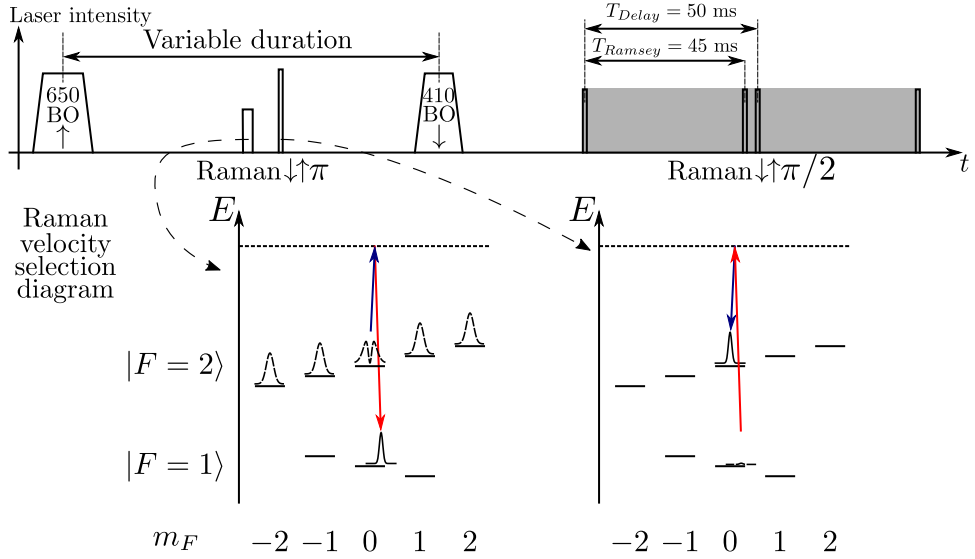 Laser intensity
Variable duration
T_Delay = 50 ms
T_Ramsey = 45 ms
650
BO
↑
410
BO
↓
Raman↓↑π
Raman↓↑π/2
t
Raman
velocity
selection
diagram
E
E
|F = 2⟩
|F = 1⟩
m_F −2 −1 0 1 2
−2 −1 0 1 2